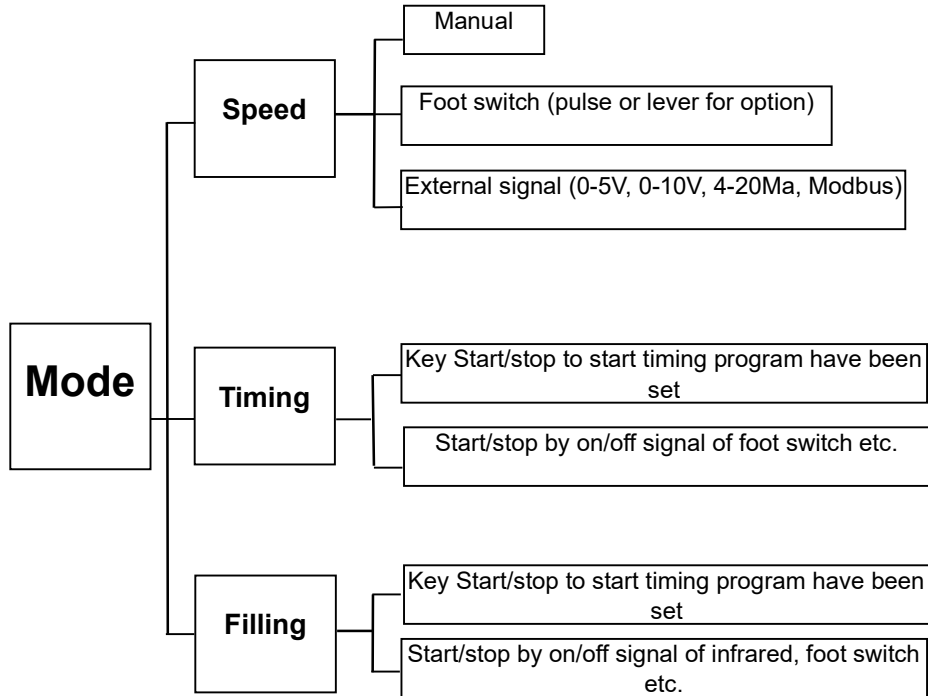 Mode
Speed
Manual
Foot switch (pulse or lever for option)
External signal (0-5V, 0-10V, 4-20Ma, Modbus)
Timing
Key Start/stop to start timing program have been
set
Start/stop by on/off signal of foot switch etc.
Filling
Key Start/stop to start timing program have been
set
Start/stop by on/off signal of infrared, foot switch
etc.